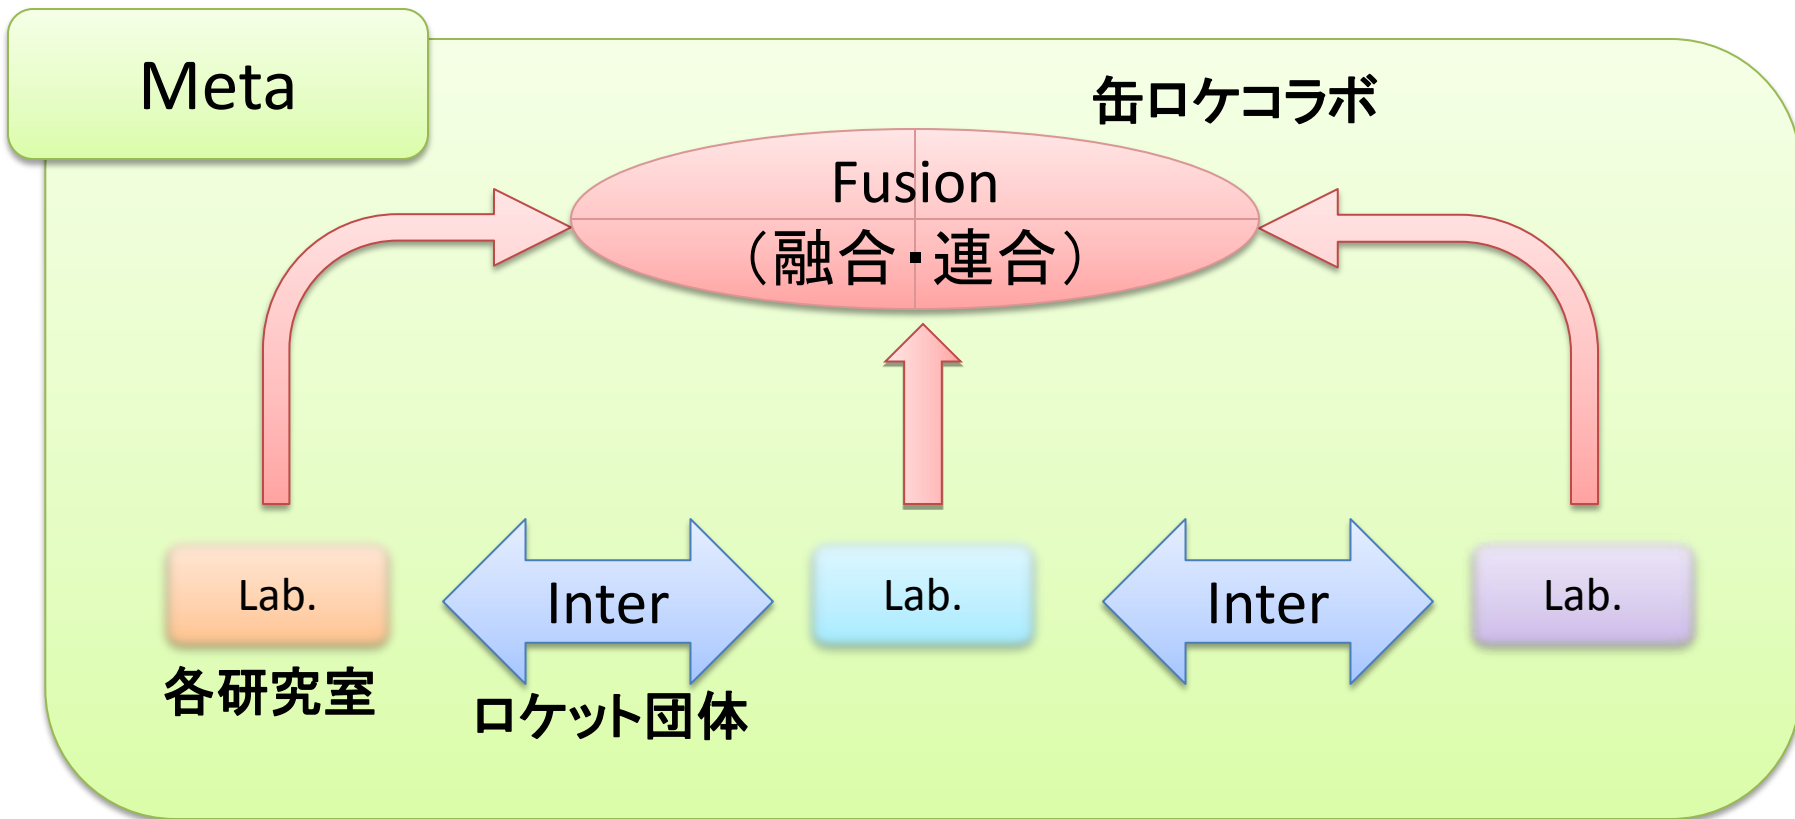 Meta
缶ロケコラボ
Fusion
（融合・連合）
Lab.
Inter
Lab.
Inter
Lab.
各研究室
ロケット団体